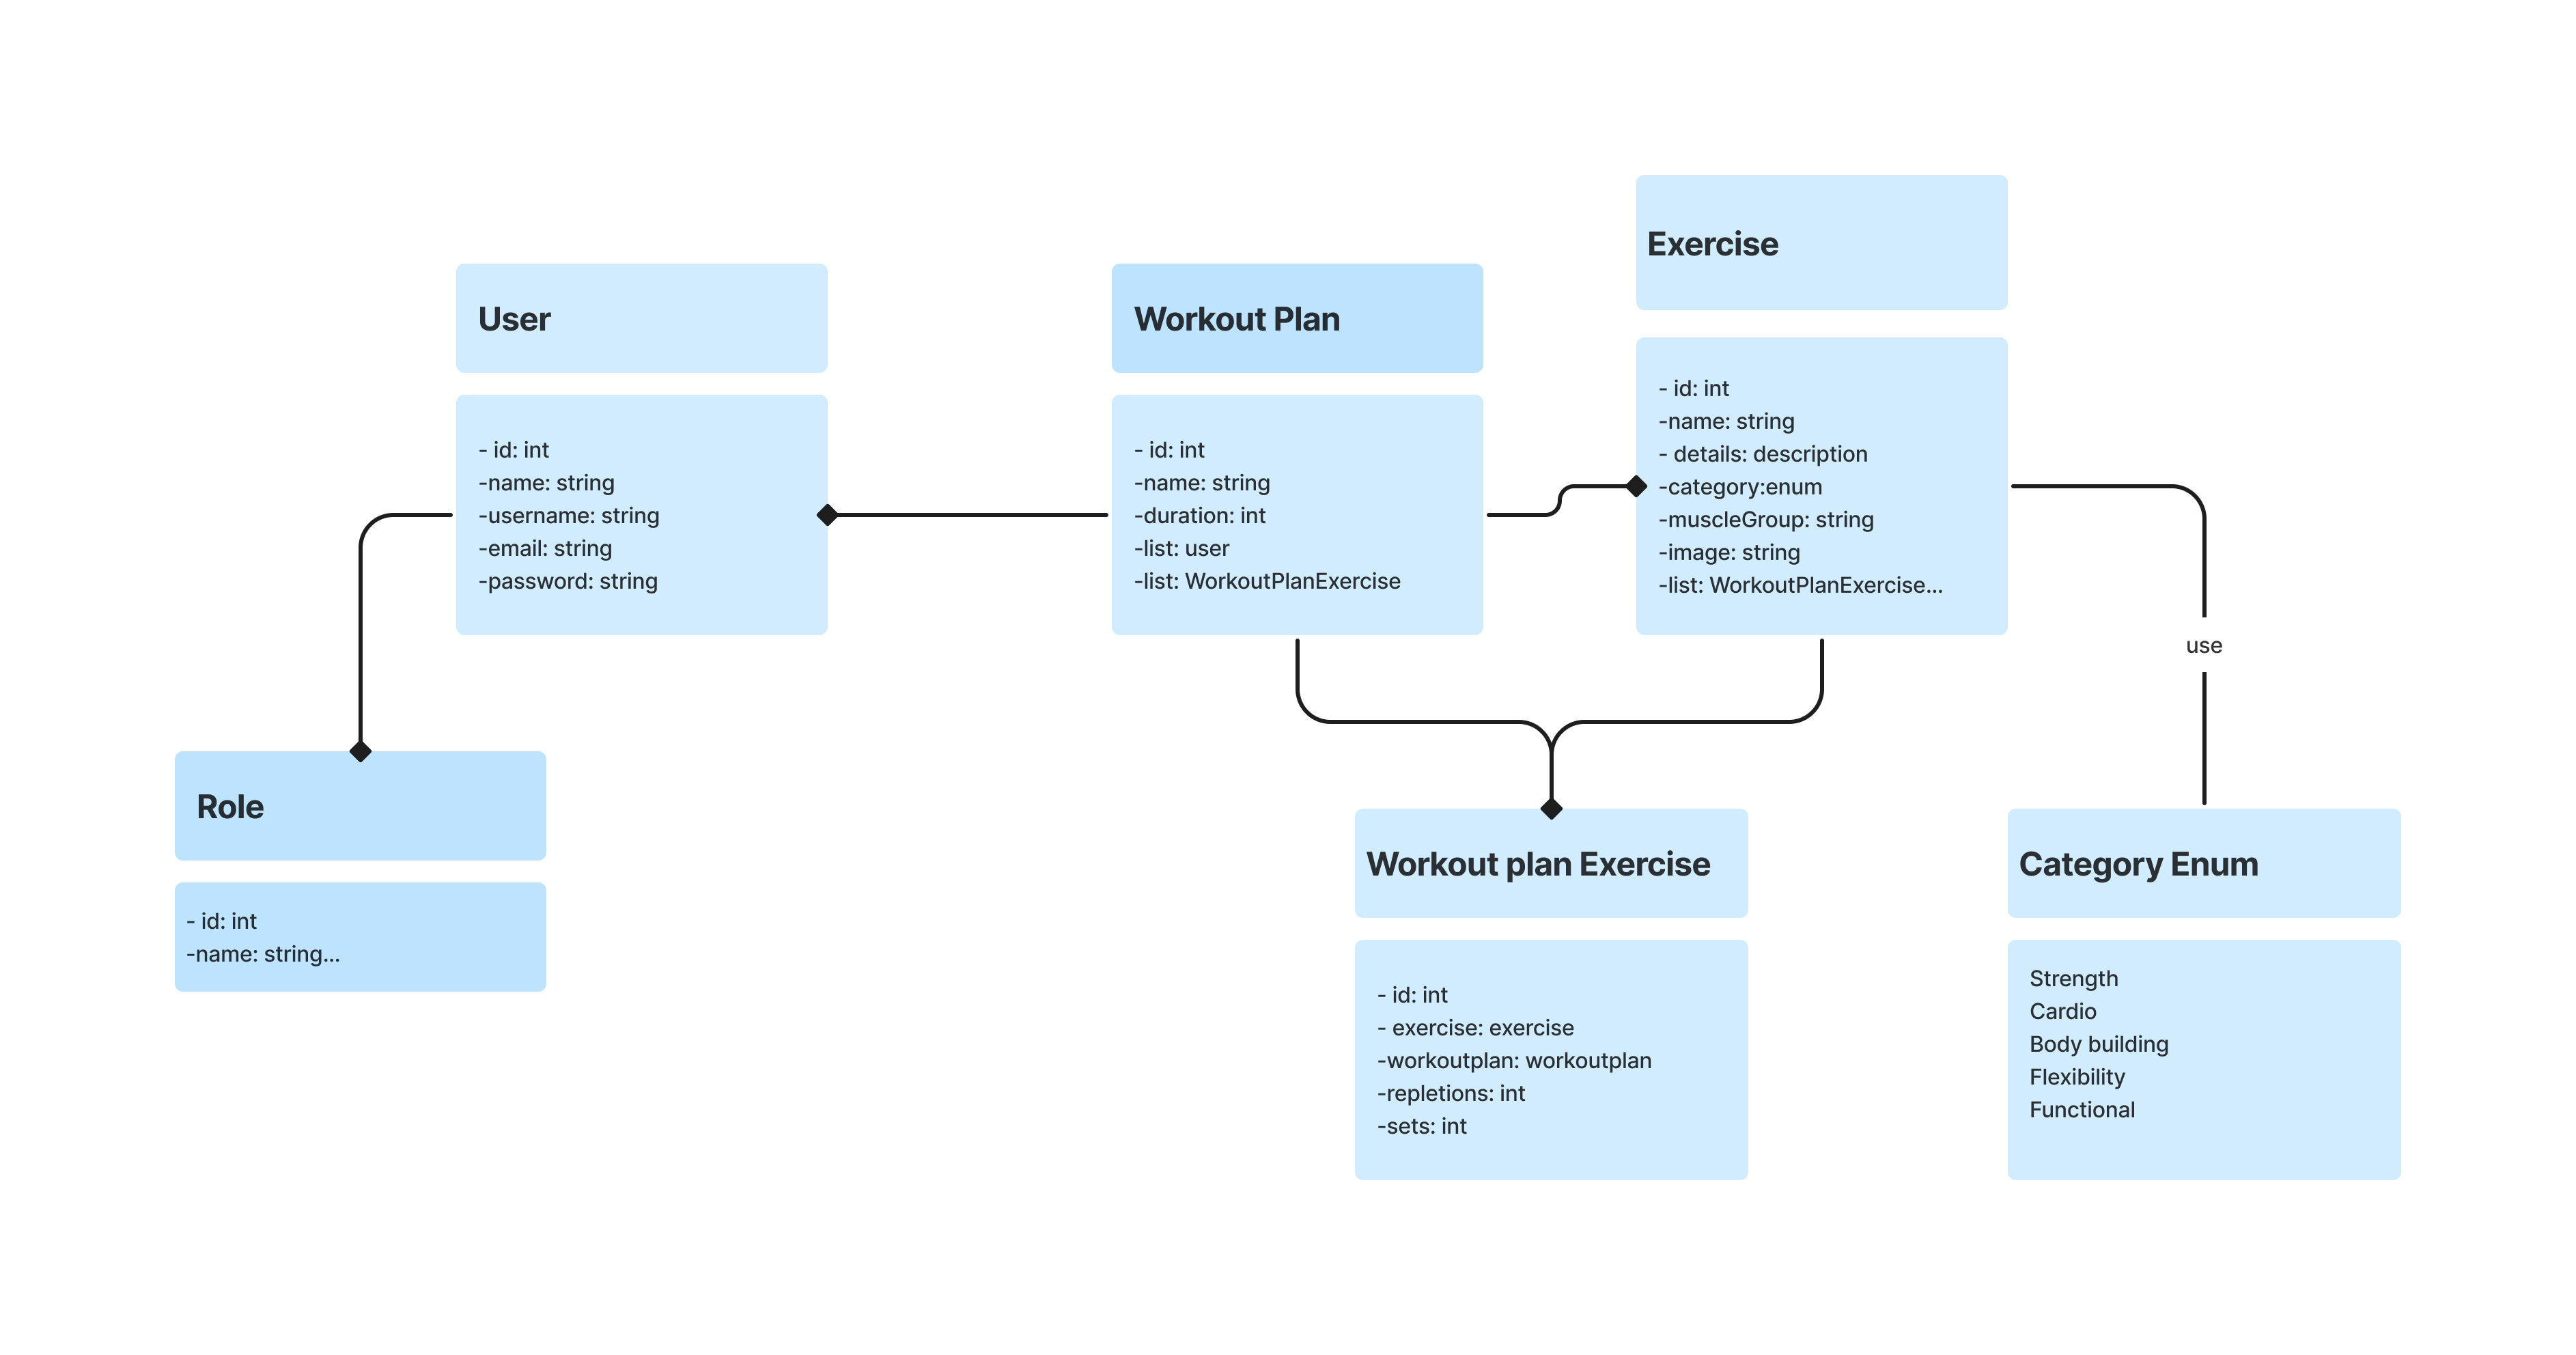 User
- id: int
-name: string
-username: string
-email: string
-password: string
Workout Plan
- id: int
-name: string
-duration: int
-list: user
-list: WorkoutPlanExercise
Exercise
- id: int
-name: string
- details: description
-category:enum
-muscleGroup: string
-image: string
-list: WorkoutPlanExercise...
use
Role
- id: int
-name: string...
Workout plan Exercise
- id: int
- exercise: exercise
-workoutplan: workoutplan
-repletions: int
-sets: int
Category Enum
Strength
Cardio
Body building
Flexibility
Functional